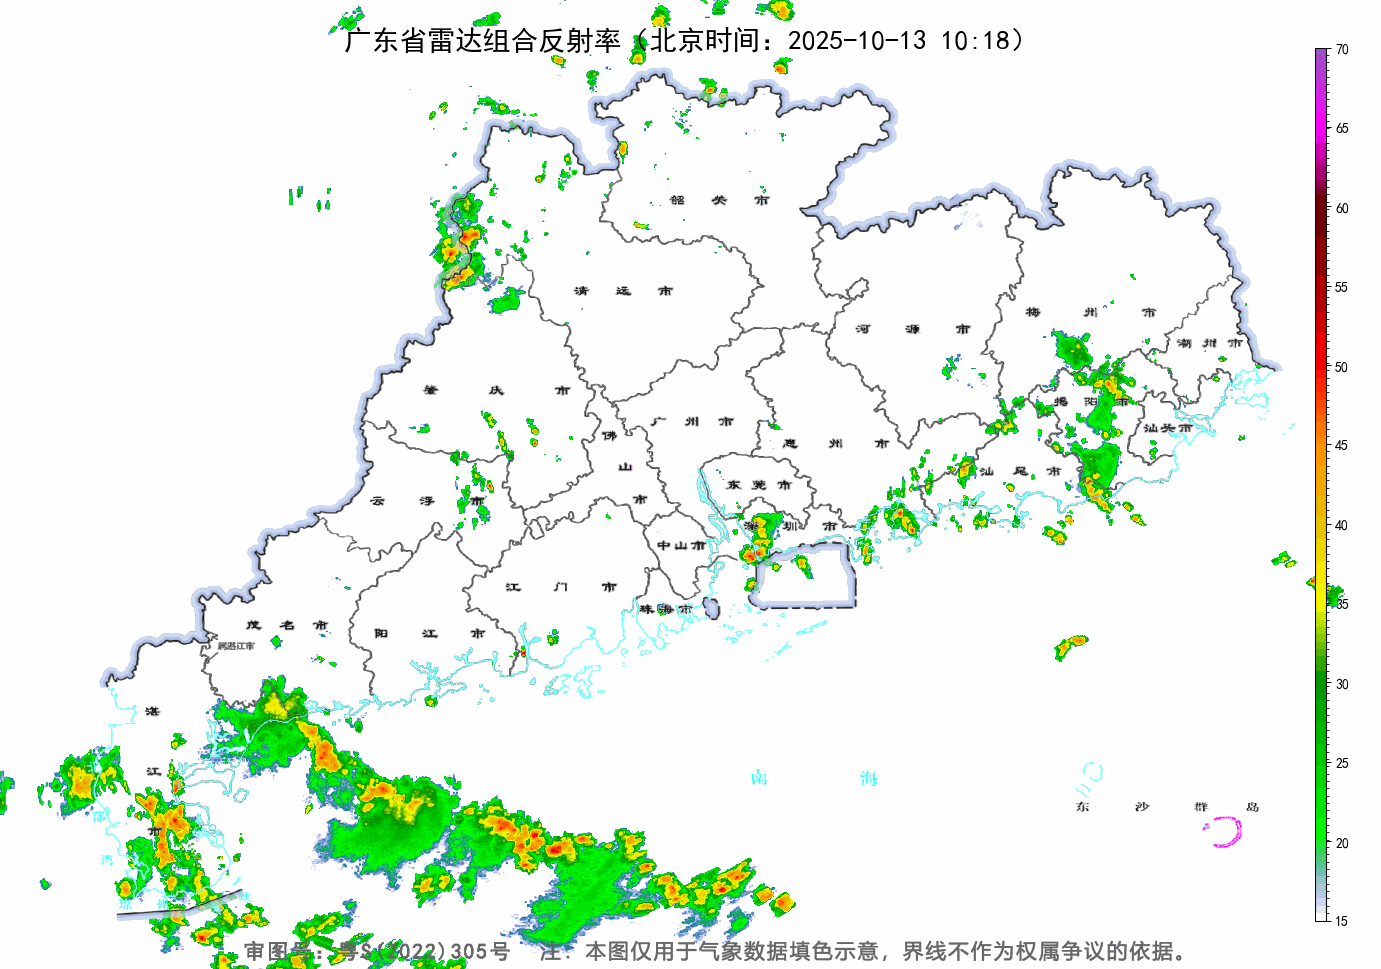 广东省雷达组合反射率（北京时间：2025-10-13 10:18）
70
65
60
55
50
45
40
35
30
25
20
15
韶关市
清远市
河源市
梅州市
潮州市
肇庆市
广州市
佛山市
惠州市
揭阳市
汕头市
汕尾市
云浮市
东莞市
深圳市
中山市
江门市
珠海市
茂名市
阳江市
属湛江市
湛江市
南海
东沙群岛
审图号：粤S(2022)305号 注：本图仅用于气象数据填色示意，界线不作为权属争议的依据。